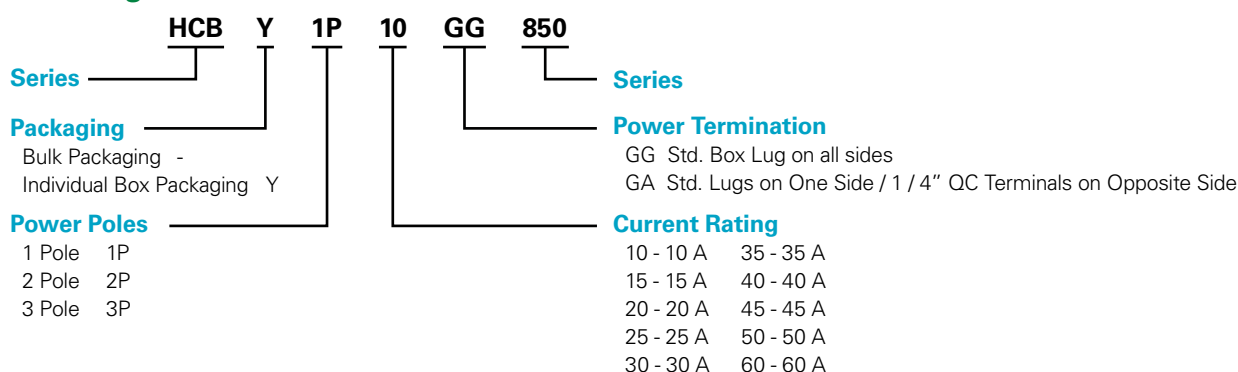 HCB Y 1P 10 GG 850
Series
Packaging
Bulk Packaging -
Individual Box Packaging Y
Power Poles
1 Pole 1P
2 Pole 2P
3 Pole 3P
Series
Power Termination
GG Std. Box Lug on all sides
GA Std. Lugs on One Side / 1 / 4” QC Terminals on Opposite Side
Current Rating
10 - 10 A 35 - 35 A
15 - 15 A 40 - 40 A
20 - 20 A 45 - 45 A
25 - 25 A 50 - 50 A
30 - 30 A 60 - 60 A